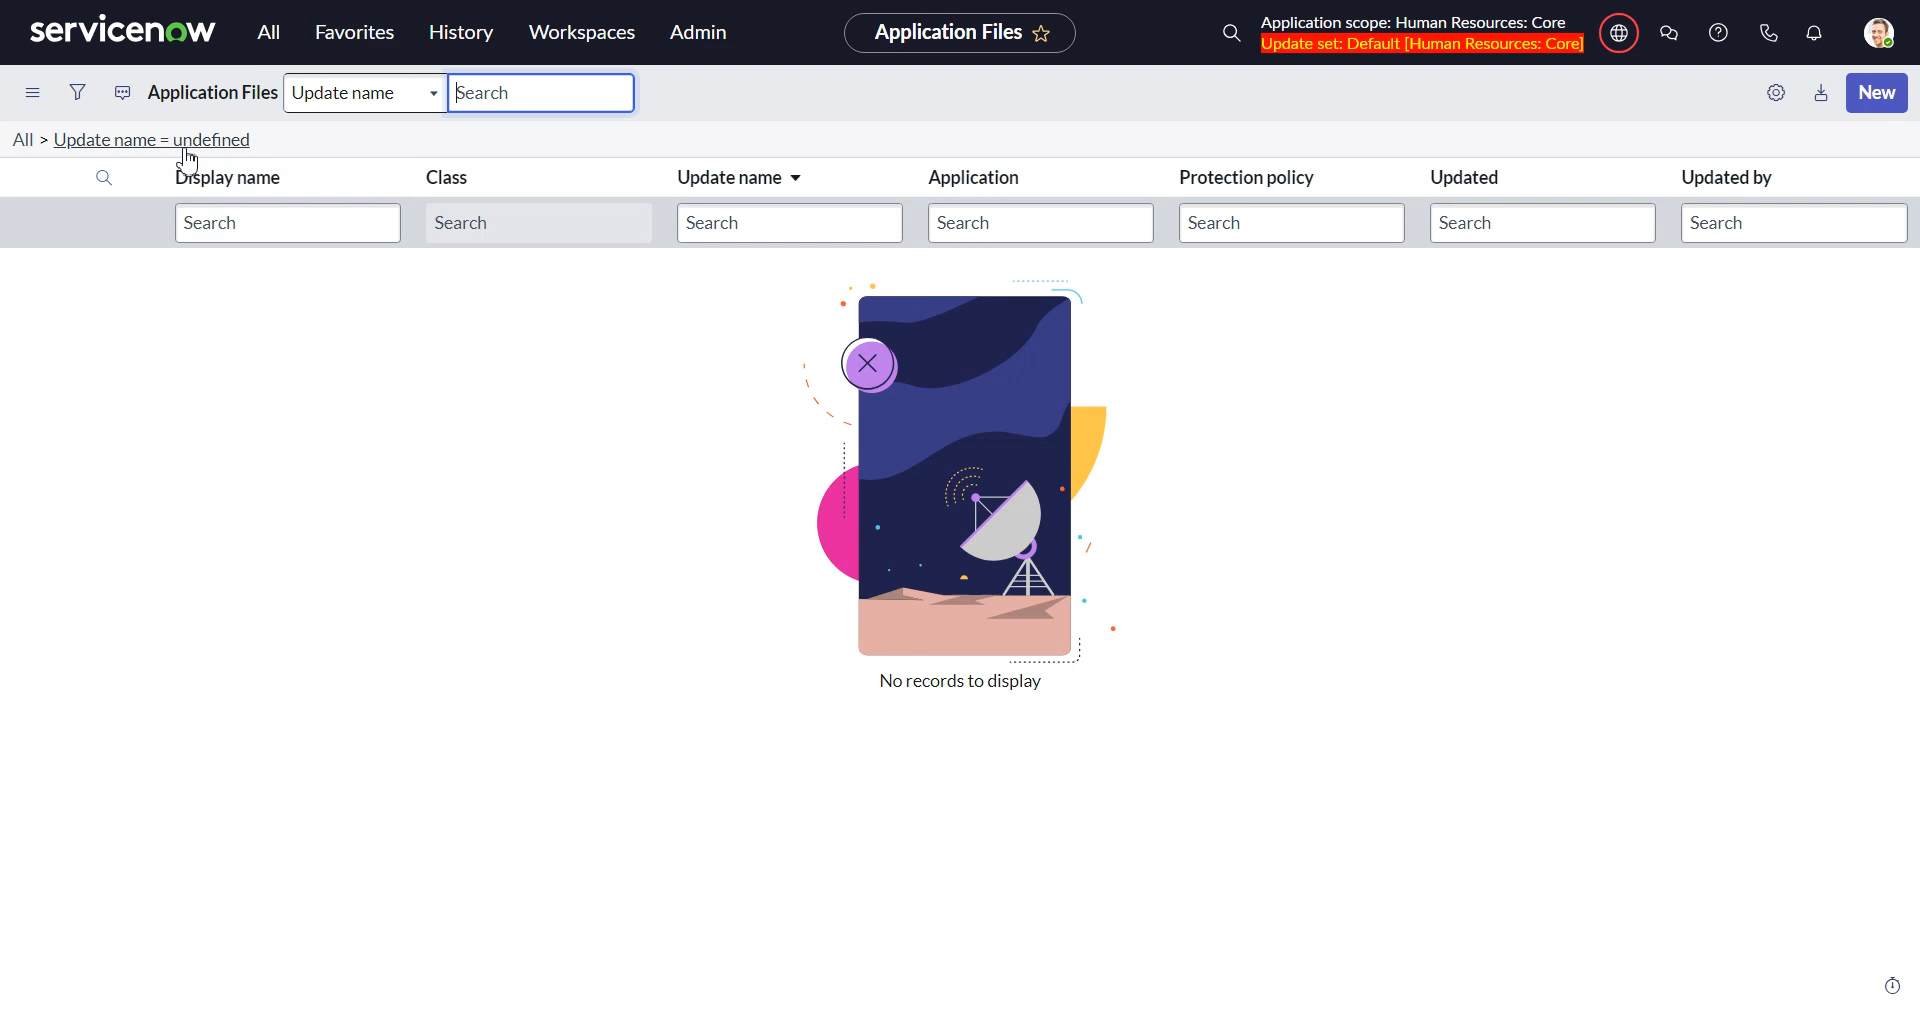 servicenow All Favorites History Workspaces Admin Application Files Application scope: Human Resources: Core
Update set: Default [Human Resources: Core]
Application Files Update name Search New
All > Update name = undefined
Display name Class Update name Application Protection policy Updated Updated by
Search Search Search Search Search Search Search
No records to display